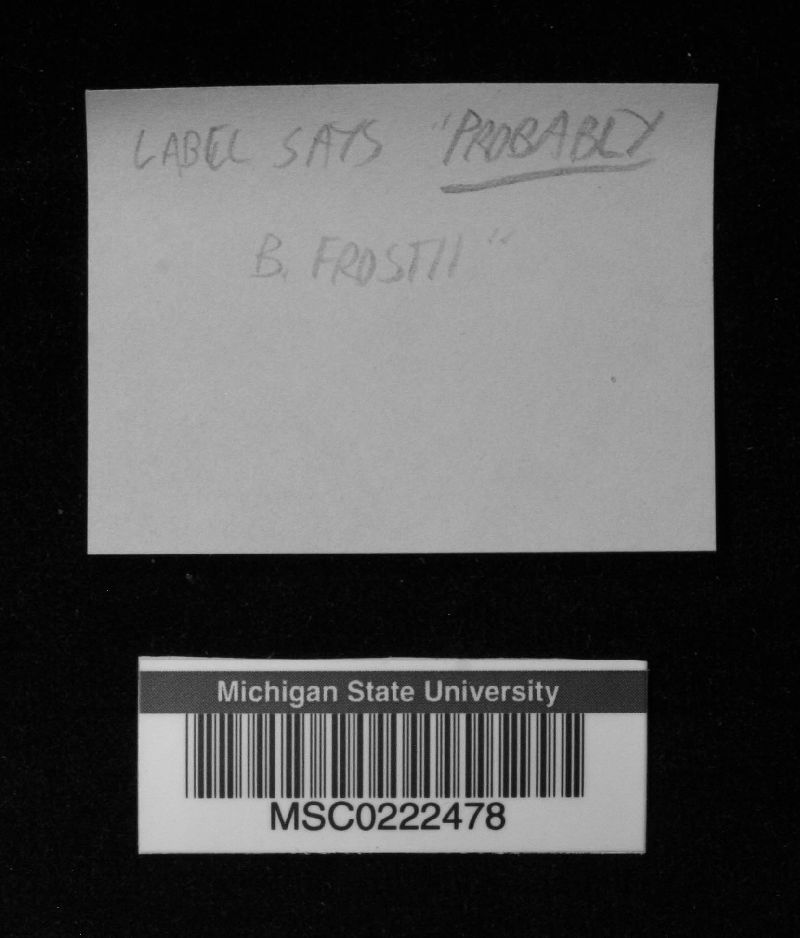 LABEL SAYS "PROBABLY
B. FROSTII"
Michigan State University
MSC0222478